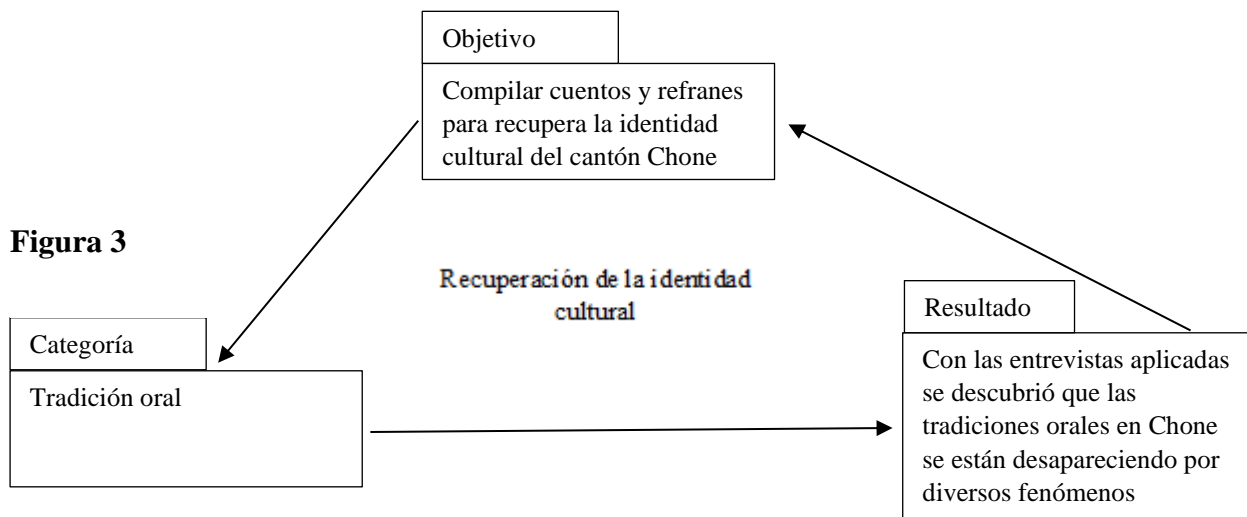 Objetivo
Compilar cuentos y refranes
para recupera la identidad
cultural del cantón Chone
Figura 3
Recuperación de la identidad
cultural
Categoría
Tradición oral
Resultado
Con las entrevistas aplicadas
se descubrió que las
tradiciones orales en Chone
se están desapareciendo por
diversos fenómenos